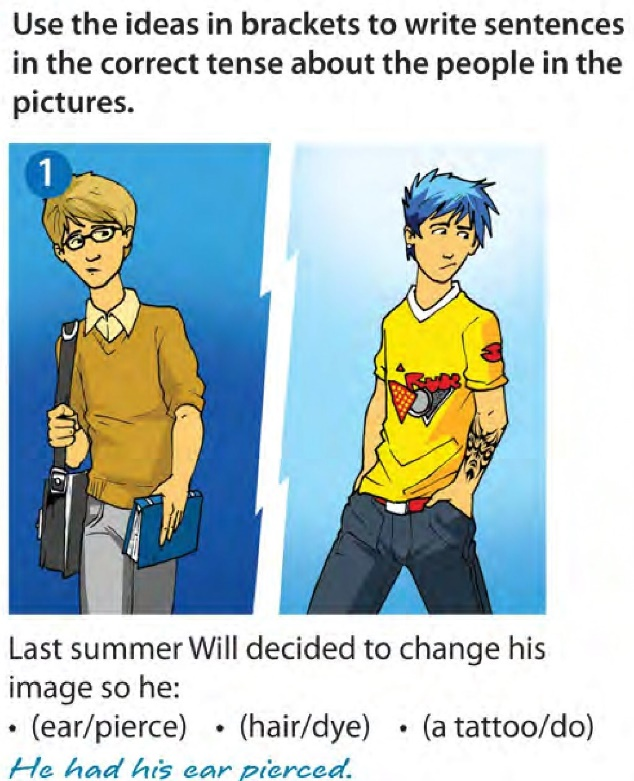 Use the ideas in brackets to write sentences
in the correct tense about the people in the
pictures.
1
Last summer Will decided to change his
image so he:
• (ear/pierce) • (hair/dye) • (a tattoo/do)
He had his ear pierced.